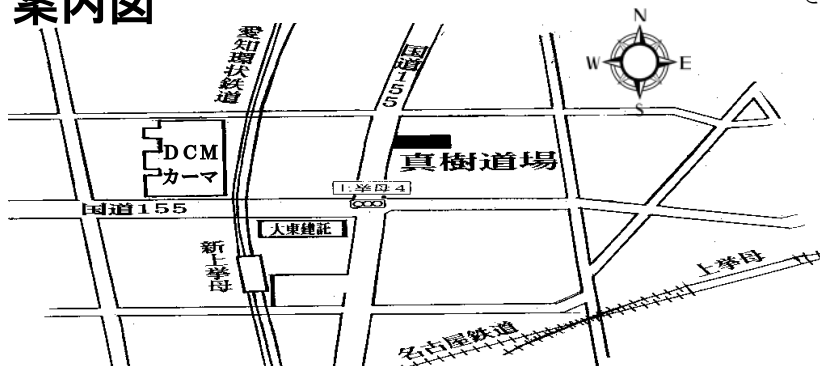 案内図
N
W E
S
愛知環状鉄道
国道155
DCM
カーマ
真樹道場
上挙母4
国道155
大東建託
新上挙母
上挙母
名古屋鉄道